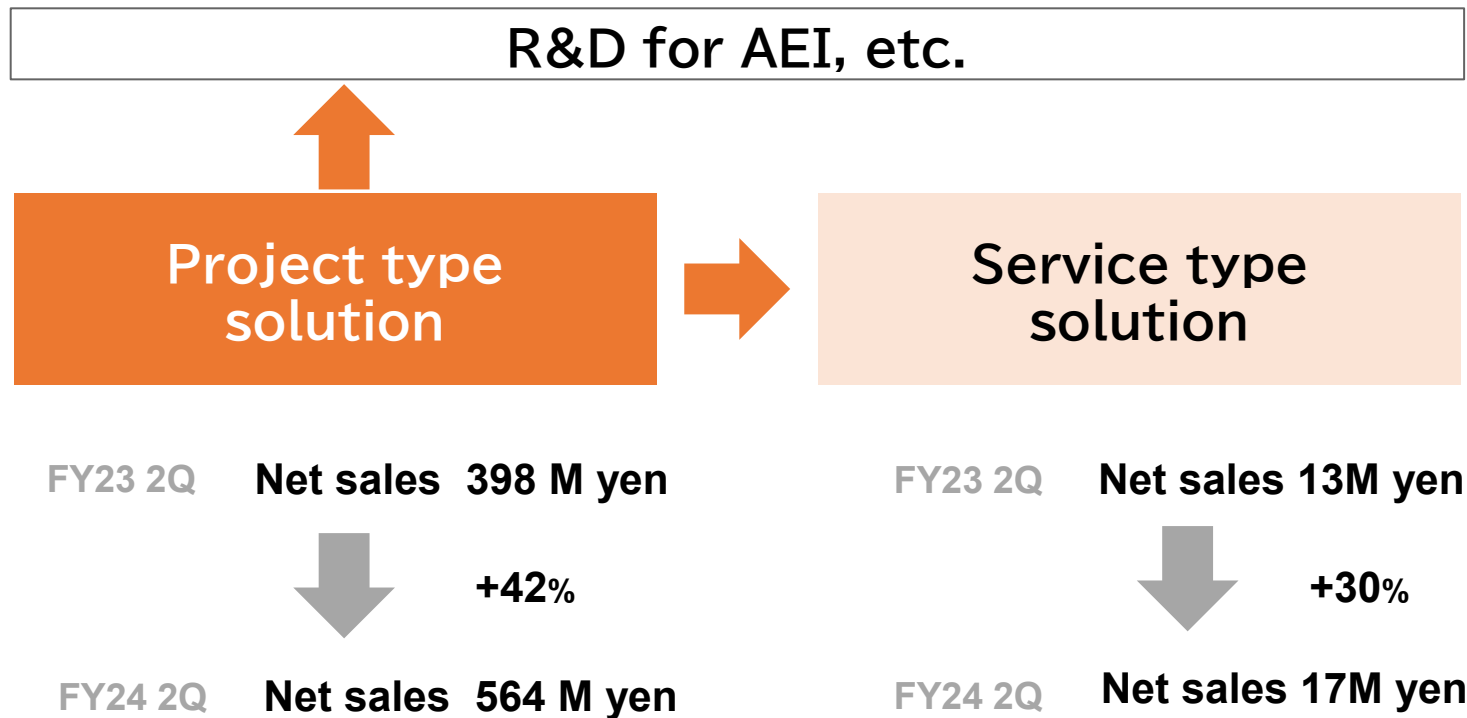 R&D for AEI, etc.
Project type
solution
Service type
solution
FY23 2Q Net sales 398 M yen
+42%
FY24 2Q Net sales 564 M yen
FY23 2Q Net sales 13M yen
+30%
FY24 2Q Net sales 17M yen